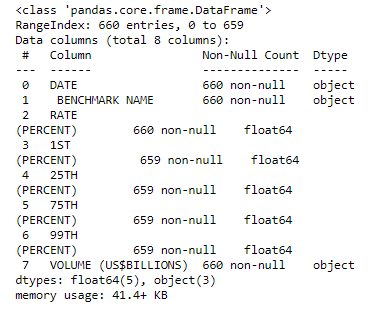 <class 'pandas.core.frame.DataFrame'>
RangeIndex: 660 entries, 0 to 659
Data columns (total 8 columns):
 #   Column                Non-Null Count  Dtype
---  ------                --------------  -----
 0   DATE                  660 non-null    object
 1    BENCHMARK NAME       660 non-null    object
 2   RATE
(PERCENT)        660 non-null    float64
 3   1ST
(PERCENT)         659 non-null    float64
 4   25TH
(PERCENT)        659 non-null    float64
 5   75TH
(PERCENT)        659 non-null    float64
 6   99TH
(PERCENT)        659 non-null    float64
 7   VOLUME (US$BILLIONS)  660 non-null    object
dtypes: float64(5), object(3)
memory usage: 41.4+ KB